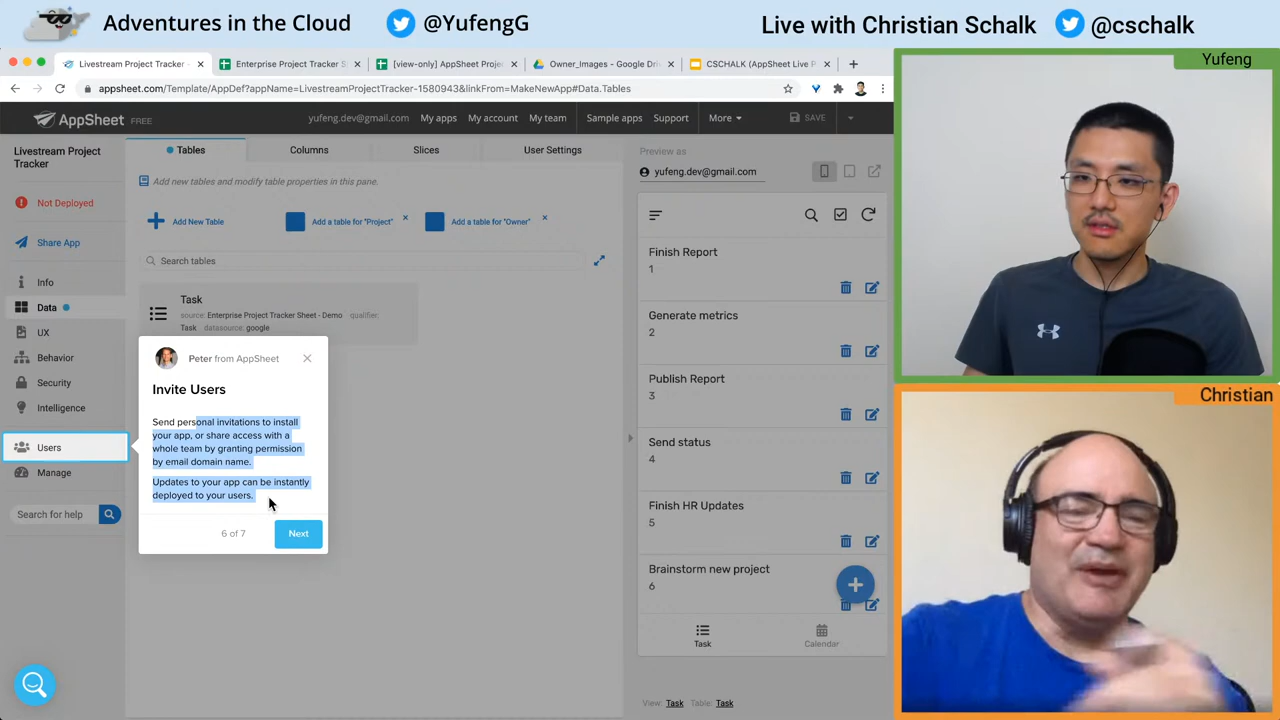 Adventures in the Cloud
@YufengG
Live with Christian Schalk
@cschalk
Livestream Project Tracker -
Enterprise Project Tracker S
[view-only] AppSheet Projec
Owner_Images - Google Driv
CSCHALK (AppSheet Live P
appsheet.com/Template/AppDef?appName=LivestreamProjectTracker-1580943&linkFrom=MakeNewApp#Data.Tables
AppSheet FREE
yufeng.dev@gmail.com
My apps
My account
My team
Sample apps
Support
More
SAVE
Livestream Project
Tracker
Not Deployed
Share App
Info
Data
UX
Behavior
Security
Intelligence
Users
Manage
Search for help
Tables
Columns
Slices
User Settings
Add new tables and modify table properties in this pane.
Add New Table
Add a table for "Project"
Add a table for "Owner"
Search tables
Task
source: Enterprise Project Tracker Sheet - Demo qualifier:
Task datasource: google
Peter from AppSheet
Invite Users
Send personal invitations to install
your app, or share access with a
whole team by granting permission
by email domain name.
Updates to your app can be instantly
deployed to your users.
6 of 7
Next
Preview as
yufeng.dev@gmail.com
Finish Report
1
Generate metrics
2
Publish Report
3
Send status
4
Finish HR Updates
5
Brainstorm new project
6
Task
Calendar
View: Task Table: Task
Yufeng
Christian